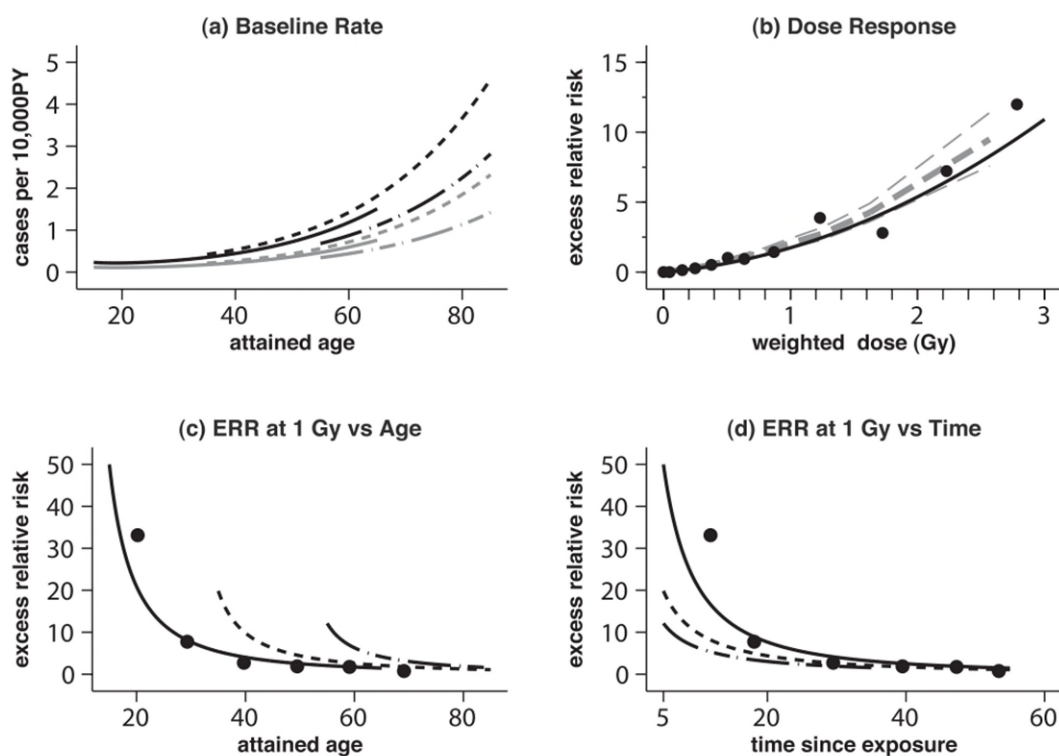 (a) Baseline Rate
cases per 10,000PY
5
4
3
2
1
0
20 40 60 80
attained age
(b) Dose Response
excess relative risk
15
10
5
0
0 1 2 3
weighted dose (Gy)
(c) ERR at 1 Gy vs Age
excess relative risk
50
40
30
20
10
0
20 40 60 80
attained age
(d) ERR at 1 Gy vs Time
excess relative risk
50
40
30
20
10
0
5 20 40 60
time since exposure